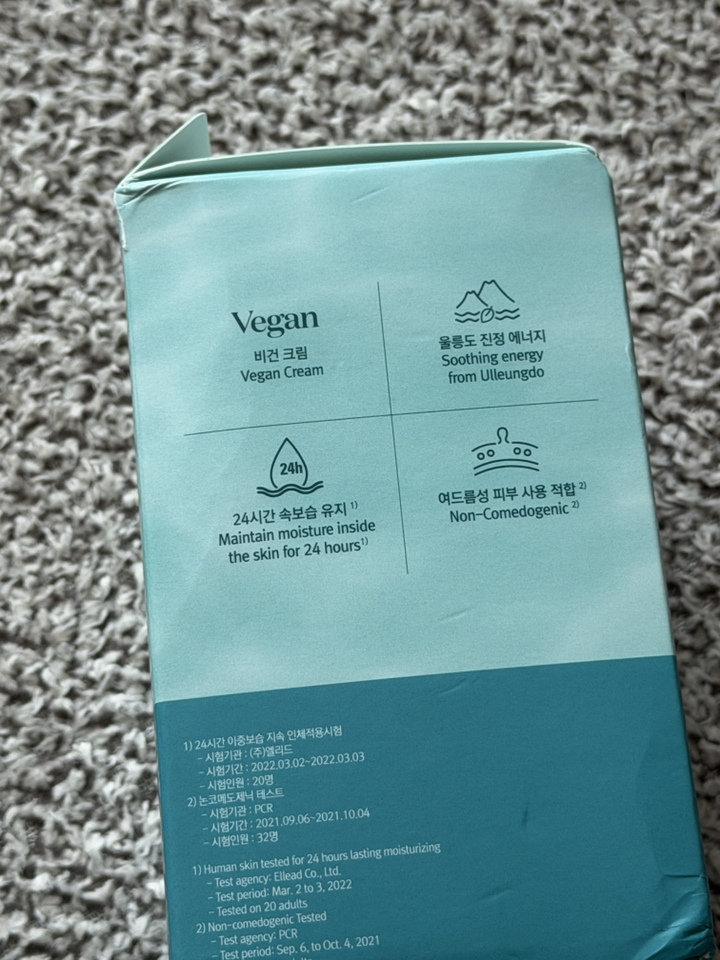 Vegan
비건 크림
Vegan Cream
울릉도 진정 에너지
Soothing energy
from Ulleungdo
24h
24시간 속보습 유지 1)
Maintain moisture inside
the skin for 24 hours1)
여드름성 피부 사용 적합 2)
Non-Comedogenic 2)
1) 24시간 이중보습 지속 인체적용시험
- 시험기관 : (주)엘리드
- 시험기간 : 2022.03.02~2022.03.03
- 시험인원 : 20명
2) 논코메도제닉 테스트
- 시험기관 : PCR
- 시험기간 : 2021.09.06~2021.10.04
- 시험인원 : 32명
1) Human skin tested for 24 hours lasting moisturizing
- Test agency: Ellead Co., Ltd.
- Test period: Mar. 2 to 3, 2022
- Tested on 20 adults
2) Non-comedogenic Tested
- Test agency: PCR
- Test period: Sep. 6, to Oct. 4, 2021